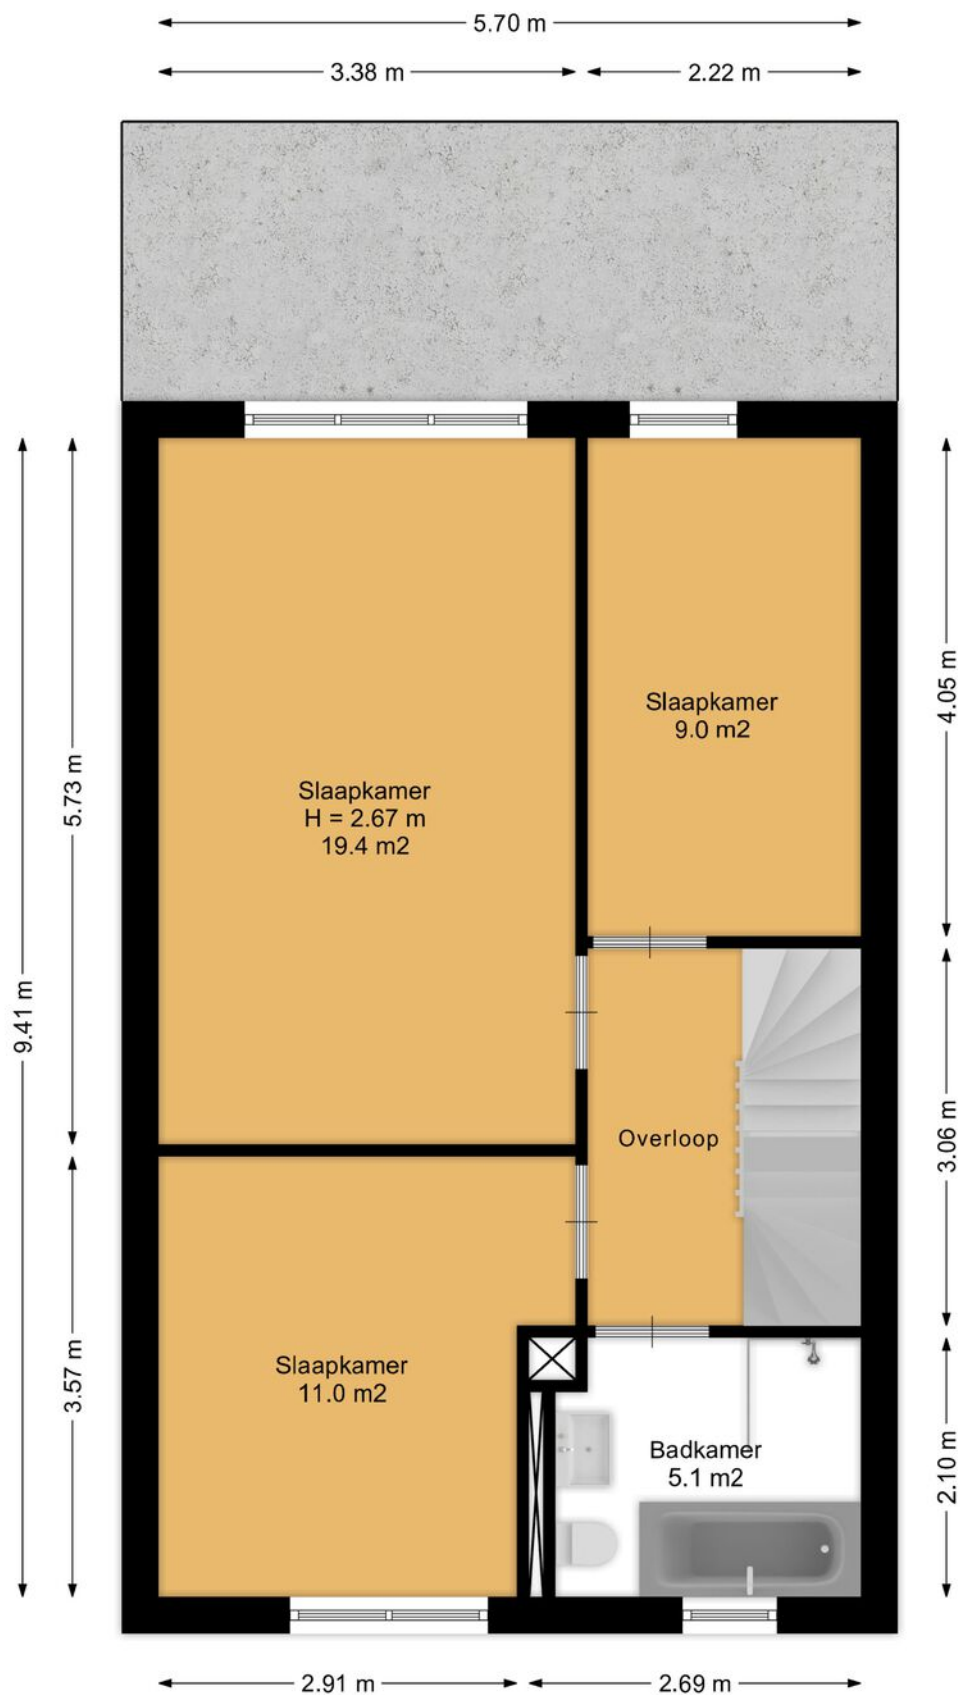 5.70 m
3.38 m
2.22 m
4.05 m
Slaapkamer
9.0 m2
5.73 m
Slaapkamer
H = 2.67 m
19.4 m2
9.41 m
3.06 m
Overloop
3.57 m
Slaapkamer
11.0 m2
Badkamer
5.1 m2
2.10 m
2.91 m
2.69 m